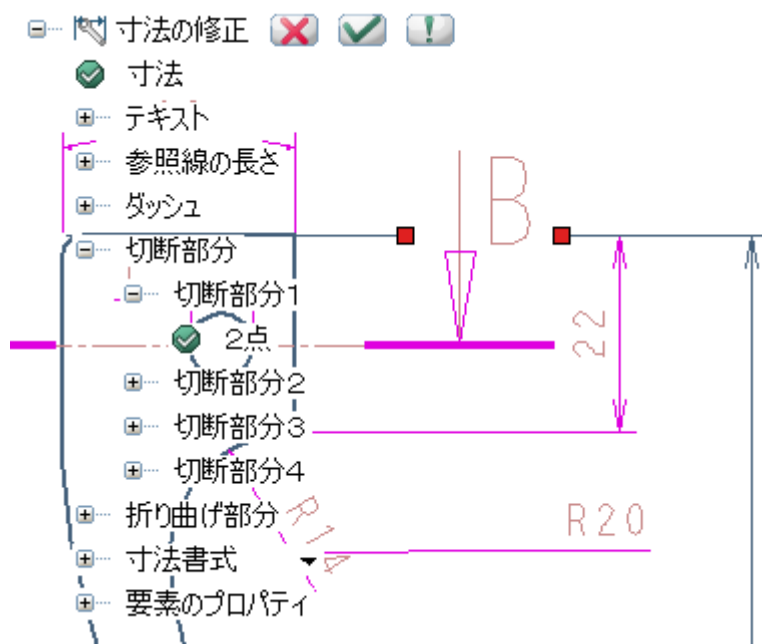 寸法の修正
寸法
テキスト
参照線の長さ
ダッシュ
B
切断部分
切断部分1
2点
22
切断部分2
切断部分3
切断部分4
折り曲げ部分
R14
R20
寸法書式
要素のプロパティ